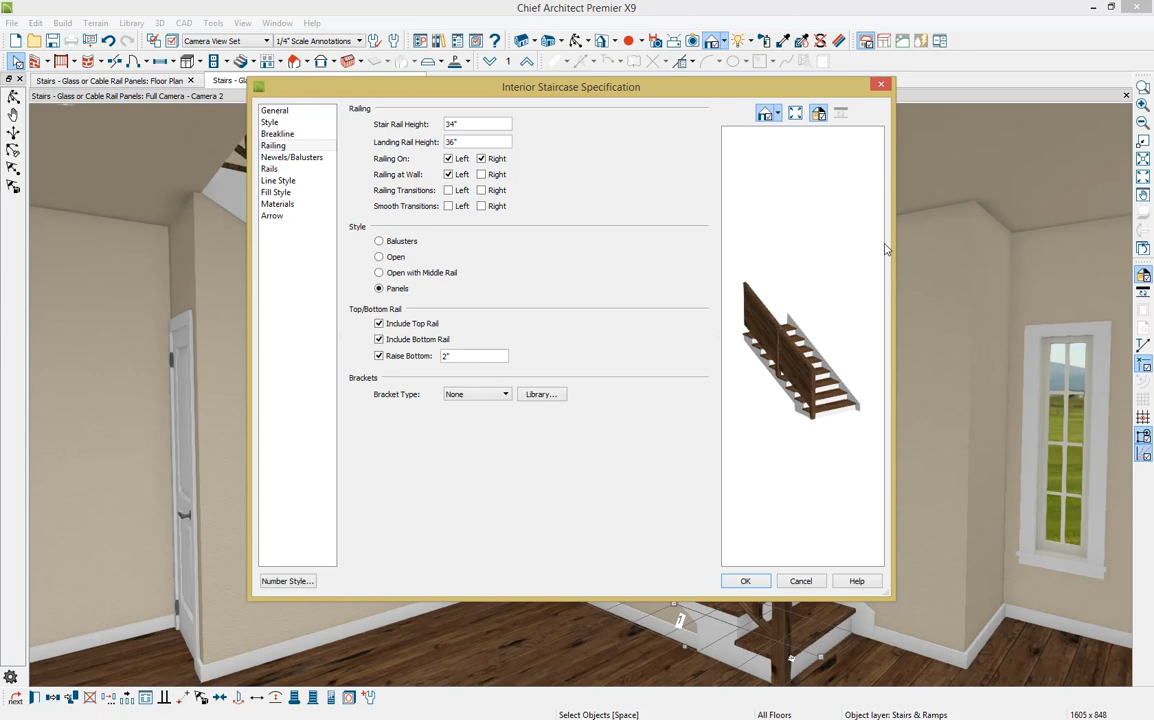 Chief Architect Premier X9
File Edit Build Terrain Library 3D CAD Tools View Window Help
Camera View Set 1/4" Scale Annotations
1
Stairs - Glass or Cable Rail Panels: Floor Plan
Stairs - Gla
Stairs - Glass or Cable Rail Panels: Full Camera - Camera 2
Interior Staircase Specification
General
Style
Breakline
Railing
Newels/Balusters
Rails
Line Style
Fill Style
Materials
Arrow
Railing
Stair Rail Height: 34"
Landing Rail Height: 36"
Railing On: Left Right
Railing at Wall: Left Right
Railing Transitions: Left Right
Smooth Transitions: Left Right
Style
Balusters
Open
Open with Middle Rail
Panels
Top/Bottom Rail
Include Top Rail
Include Bottom Rail
Raise Bottom: 2"
Brackets
Bracket Type: None Library...
Number Style... OK Cancel Help
next
Select Objects [Space] All Floors Object layer: Stairs & Ramps 1605 x 848